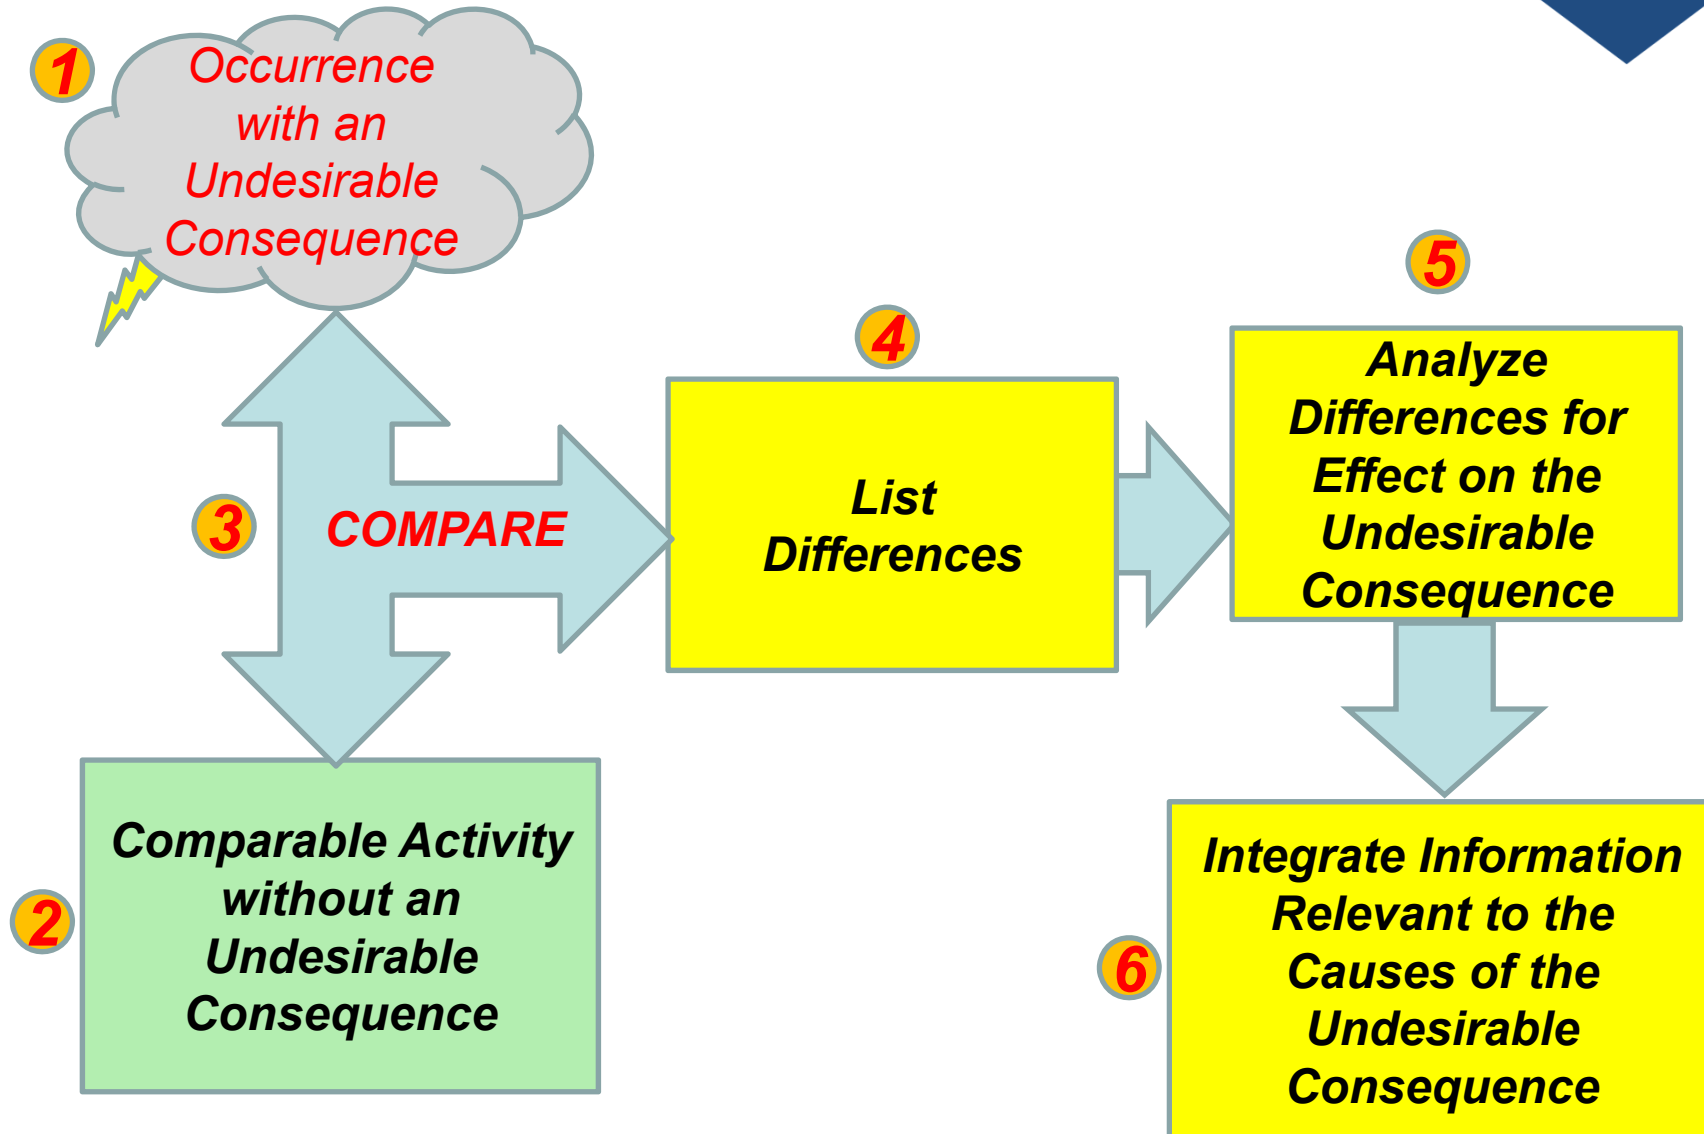 1
Occurrence
with an
Undesirable
Consequence
2
Comparable Activity
without an
Undesirable
Consequence
3
COMPARE
4
List
Differences
5
Analyze
Differences for
Effect on the
Undesirable
Consequence
6
Integrate Information
Relevant to the
Causes of the
Undesirable
Consequence